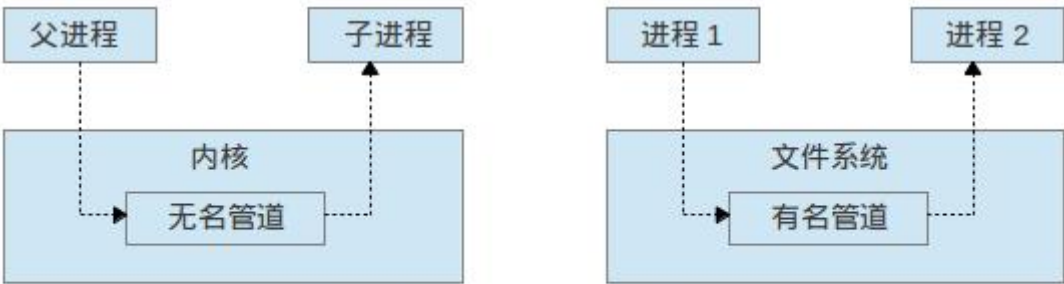 父进程
子进程
进程 1
进程 2
内核
文件系统
无名管道
有名管道